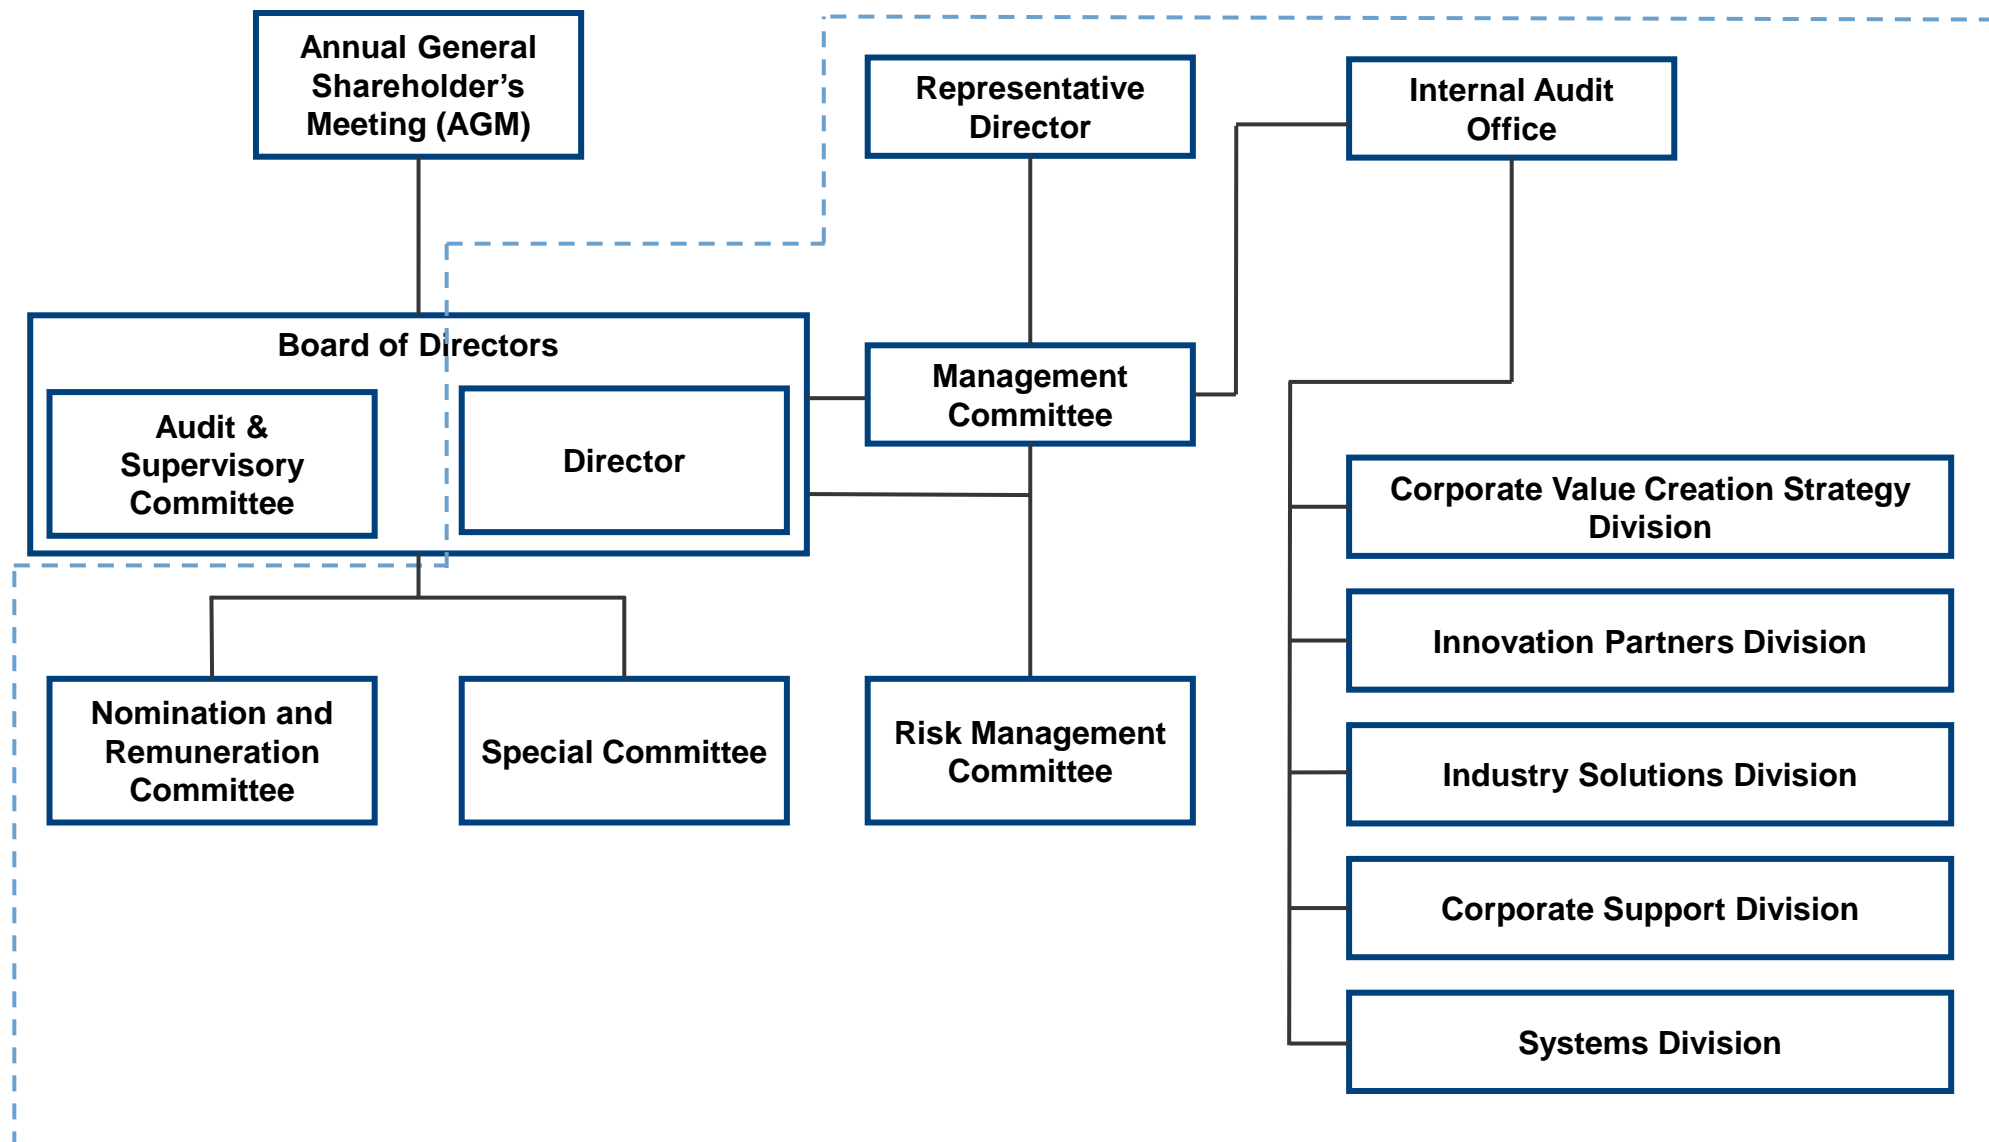 Annual General
Shareholder’s
Meeting (AGM)
Representative
Director
Internal Audit
Office
Board of Directors
Audit &
Supervisory
Committee
Director
Management
Committee
Corporate Value Creation Strategy
Division
Innovation Partners Division
Nomination and
Remuneration
Committee
Special Committee
Risk Management
Committee
Industry Solutions Division
Corporate Support Division
Systems Division